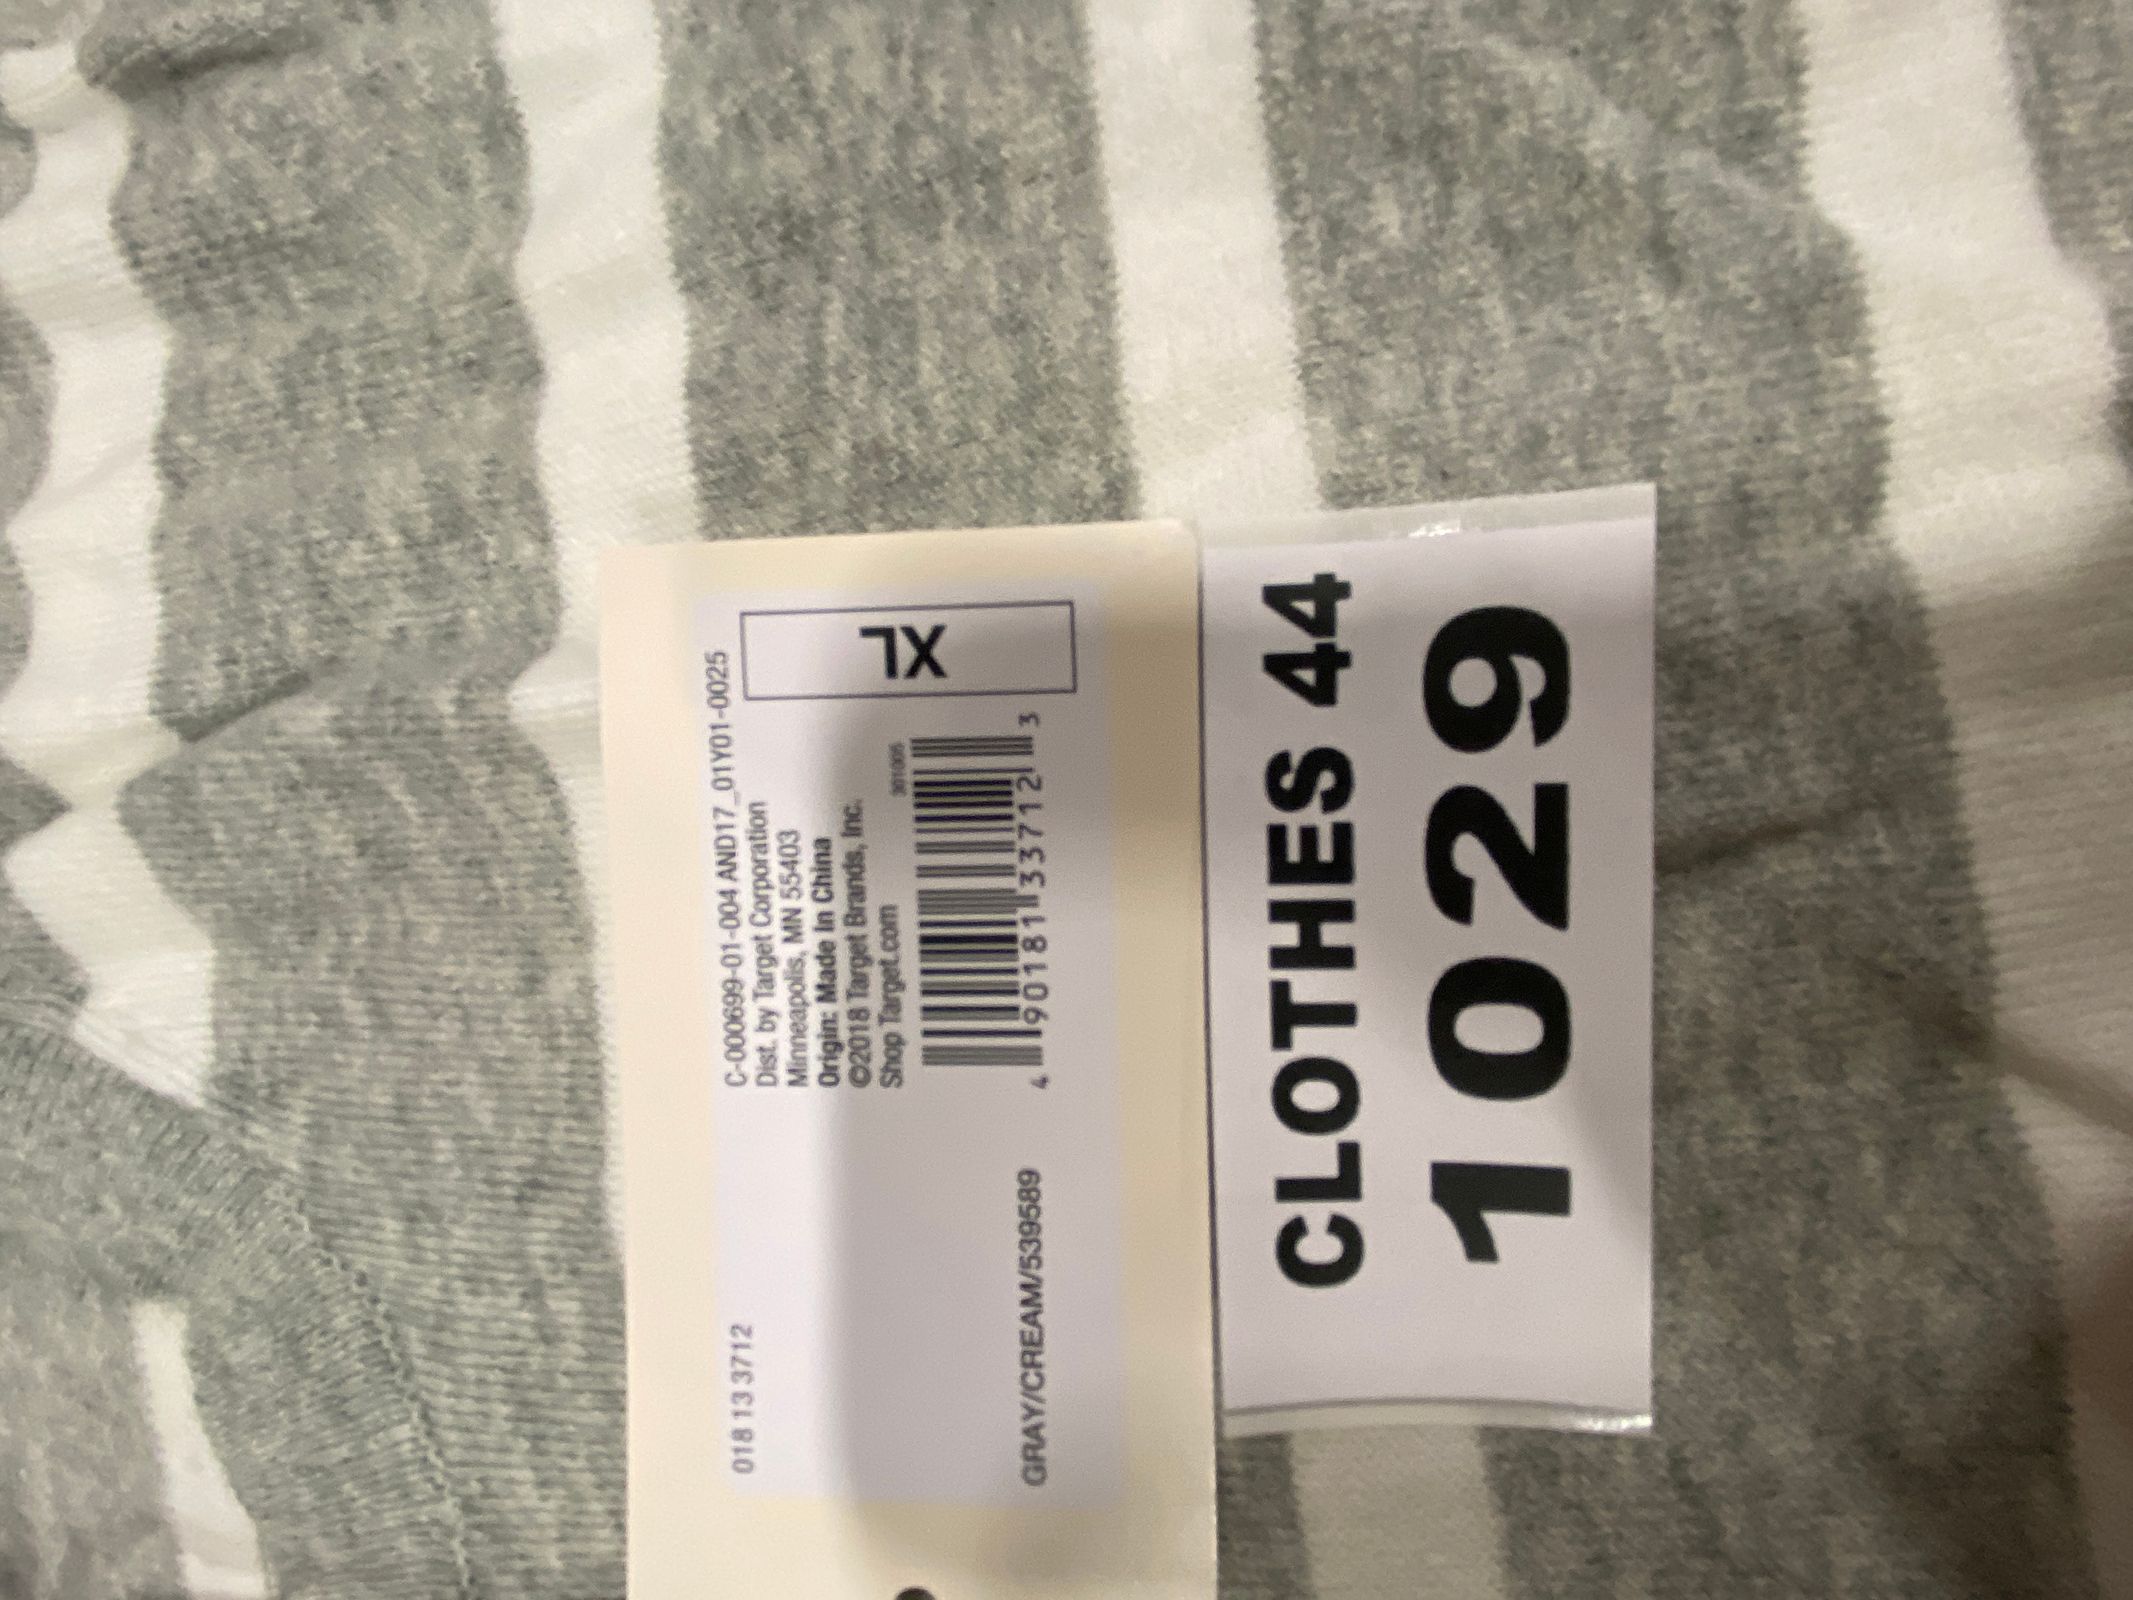 018 13 3712
C-000699-01-004 AND17_01Y01-0025
Dist. by Target Corporation
Minneapolis, MN 55403
Origin: Made In China
©2018 Target Brands, Inc.
Shop Target.com
301005
4 90181 33712 3
GRAY/CREAM/539589
XL
CLOTHES 44
1029